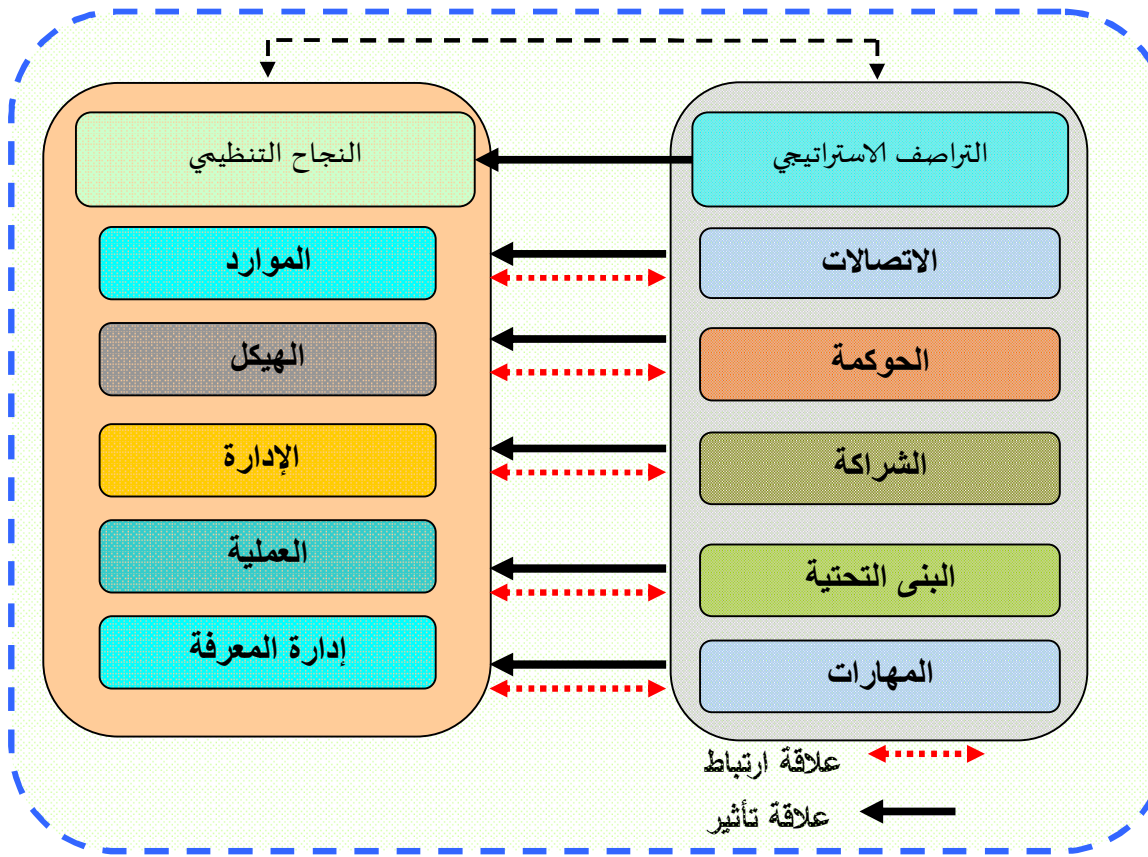 التراصف الاستراتيجي
الاتصالات
الحوكمة
الشراكة
البنى التحتية
المهارات
النجاح التنظيمي
الموارد
الهيكل
الإدارة
العملية
إدارة المعرفة
علاقة ارتباط
علاقة تأثير